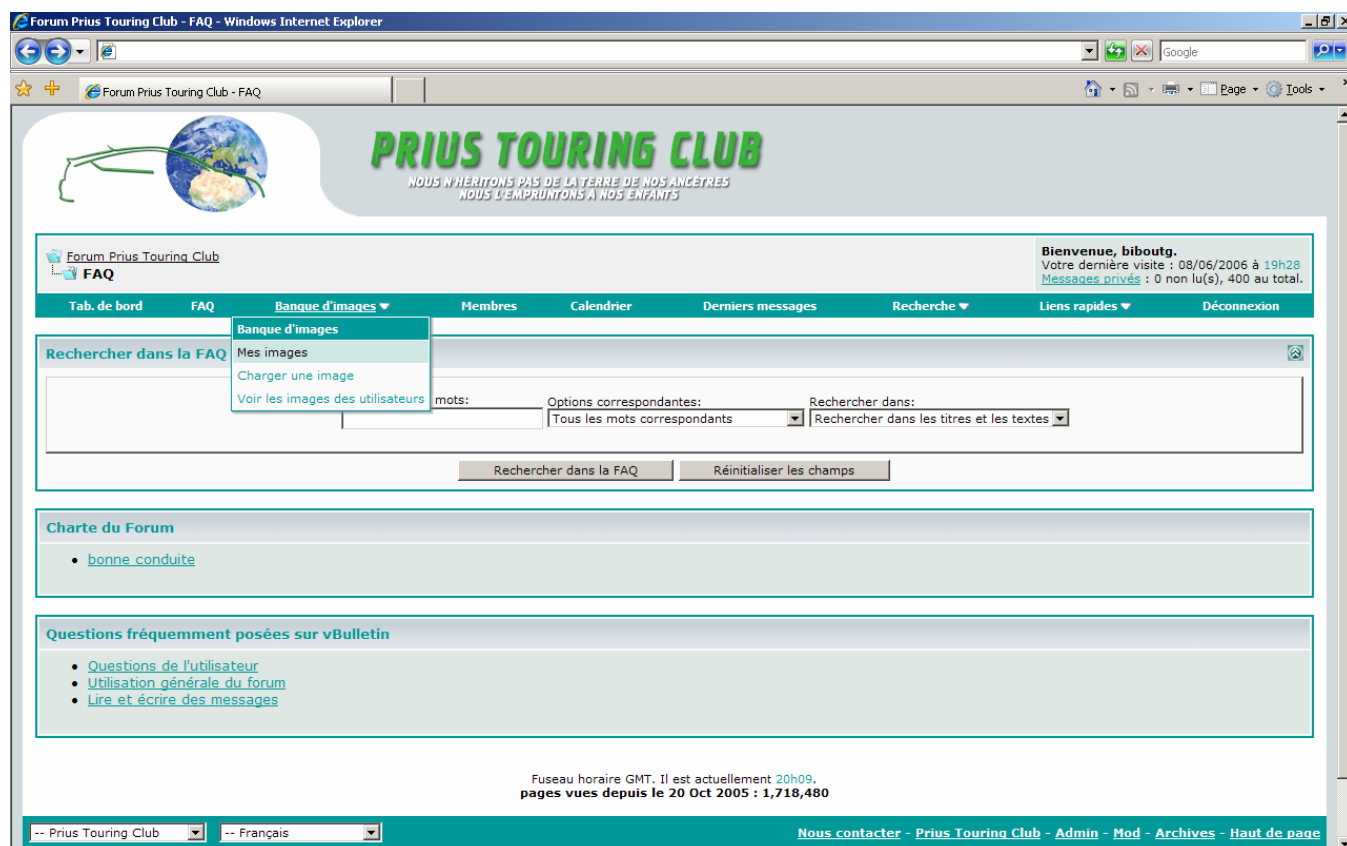 Forum Prius Touring Club - FAQ - Windows Internet Explorer
Google
Forum Prius Touring Club - FAQ
Page
Tools
PRIUS TOURING CLUB
NOUS N'HÉRITONS PAS DE LA TERRE DE NOS ANCÊTRES
NOUS L'EMPRUNTONS À NOS ENFANTS
Forum Prius Touring Club
FAQ
Bienvenue, biboutg.
Votre dernière visite : 08/06/2006 à 19h28
Messages privés : 0 non lu(s), 400 au total.
Tab. de bord FAQ Banque d'images Membres Calendrier Derniers messages Recherche Liens rapides Déconnexion
Banque d'images
Mes images
Charger une image
Voir les images des utilisateurs
Rechercher dans la FAQ
mots: Options correspondantes: Rechercher dans:
Tous les mots correspondants Rechercher dans les titres et les textes
Rechercher dans la FAQ Réinitialiser les champs
Charte du Forum
• bonne conduite
Questions fréquemment posées sur vBulletin
• Questions de l'utilisateur
• Utilisation générale du forum
• Lire et écrire des messages
Fuseau horaire GMT. Il est actuellement 20h09.
pages vues depuis le 20 Oct 2005 : 1,718,480
-- Prius Touring Club -- Français Nous contacter - Prius Touring Club - Admin - Mod - Archives - Haut de page